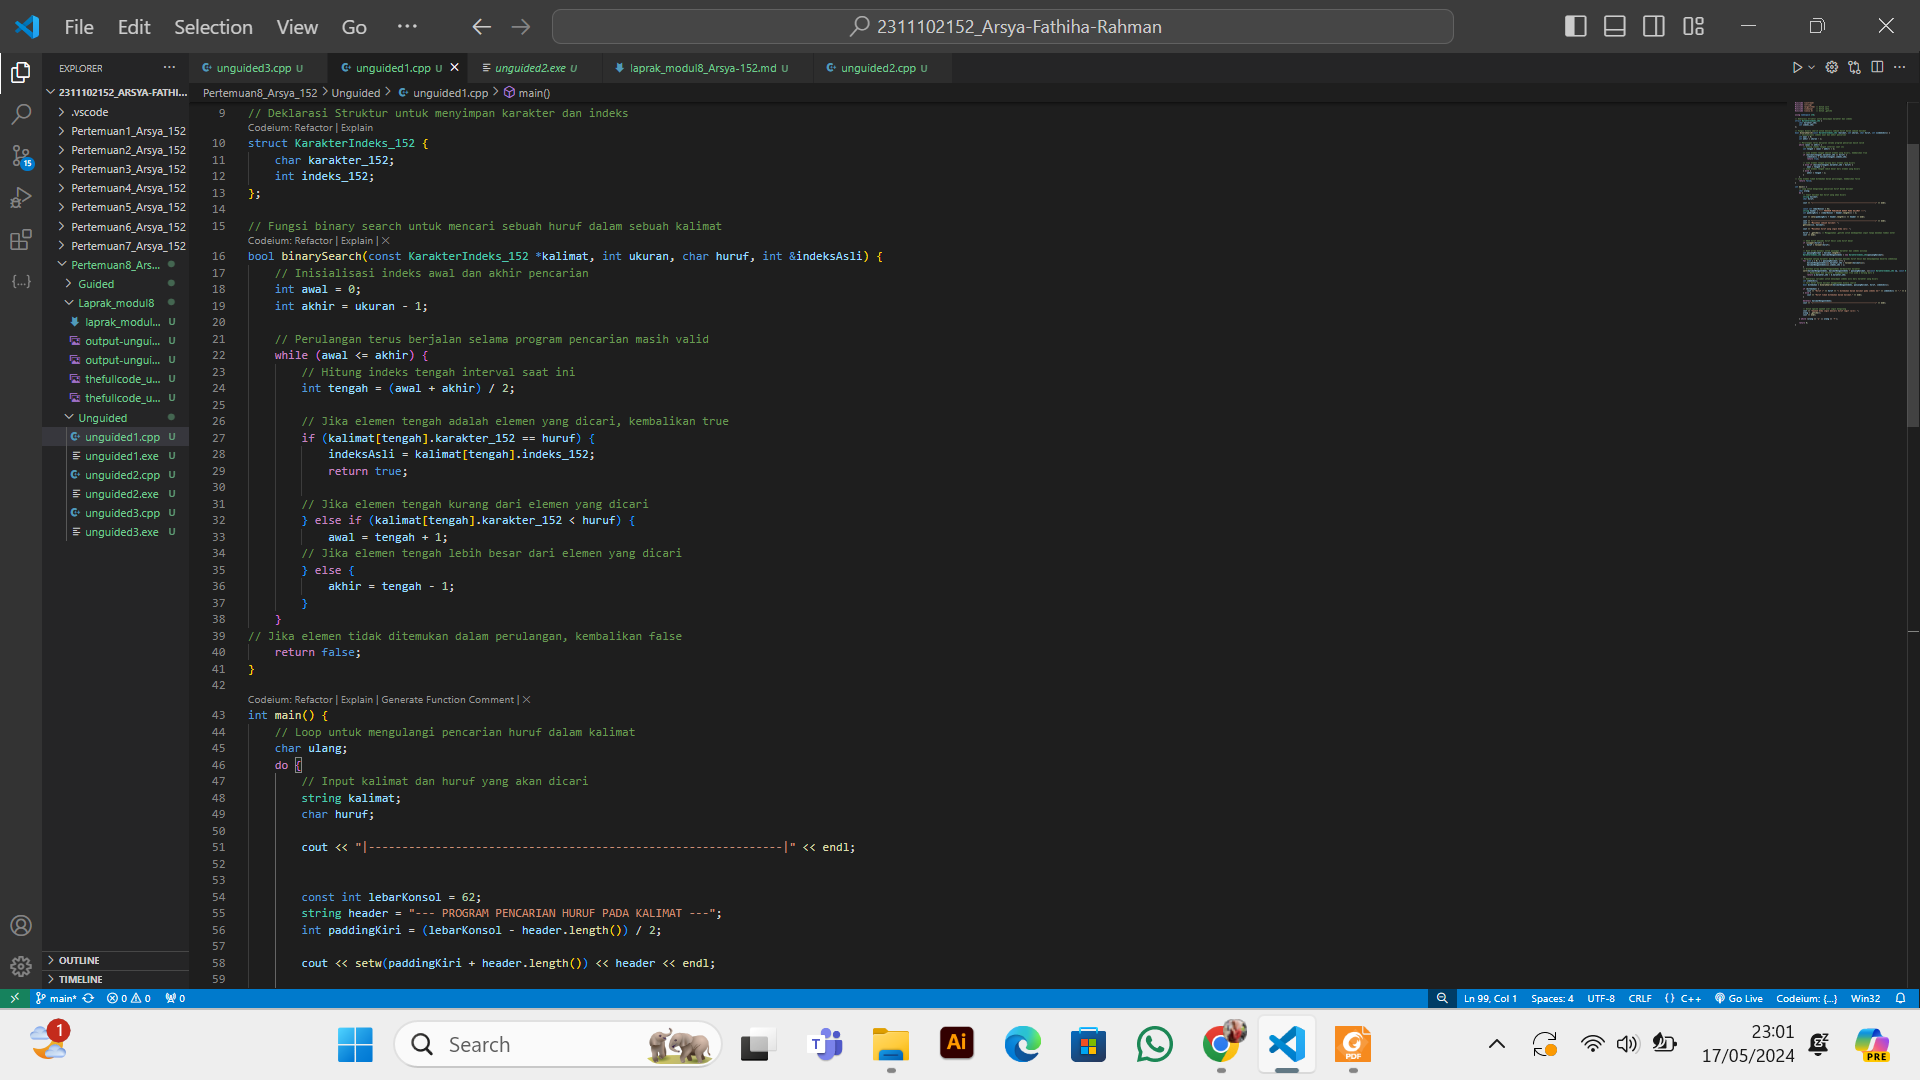 File Edit Selection View Go ···
2311102152_Arsya-Fathiha-Rahman
EXPLORER ···
2311102152_ARSYA-FATHI...
.vscode
Pertemuan1_Arsya_152
Pertemuan2_Arsya_152
Pertemuan3_Arsya_152
Pertemuan4_Arsya_152
Pertemuan5_Arsya_152
Pertemuan6_Arsya_152
Pertemuan7_Arsya_152
Pertemuan8_Ars...
Guided
Laprak_modul8
laprak_modul... U
output-ungui... U
output-ungui... U
thefullcode_u... U
thefullcode_u... U
Unguided
unguided1.cpp U
unguided1.exe U
unguided2.cpp U
unguided2.exe U
unguided3.cpp U
unguided3.exe U
OUTLINE
TIMELINE
15
unguided3.cpp U unguided1.cpp U unguided2.exe U laprak_modul8_Arsya-152.md U unguided2.cpp U
Pertemuan8_Arsya_152 > Unguided > unguided1.cpp > main()
9 // Deklarasi Struktur untuk menyimpan karakter dan indeks
Codeium: Refactor | Explain
10 struct KarakterIndeks_152 {
11 char karakter_152;
12 int indeks_152;
13 };
14
15 // Fungsi binary search untuk mencari sebuah huruf dalam sebuah kalimat
Codeium: Refactor | Explain | X
16 bool binarySearch(const KarakterIndeks_152 *kalimat, int ukuran, char huruf, int &indeksAsli) {
17 // Inisialisasi indeks awal dan akhir pencarian
18 int awal = 0;
19 int akhir = ukuran - 1;
20
21 // Perulangan terus berjalan selama program pencarian masih valid
22 while (awal <= akhir) {
23 // Hitung indeks tengah interval saat ini
24 int tengah = (awal + akhir) / 2;
25
26 // Jika elemen tengah adalah elemen yang dicari, kembalikan true
27 if (kalimat[tengah].karakter_152 == huruf) {
28 indeksAsli = kalimat[tengah].indeks_152;
29 return true;
30
31 // Jika elemen tengah kurang dari elemen yang dicari
32 } else if (kalimat[tengah].karakter_152 < huruf) {
33 awal = tengah + 1;
34 // Jika elemen tengah lebih besar dari elemen yang dicari
35 } else {
36 akhir = tengah - 1;
37 }
38 }
39 // Jika elemen tidak ditemukan dalam perulangan, kembalikan false
40 return false;
41 }
42
Codeium: Refactor | Explain | Generate Function Comment | X
43 int main() {
44 // Loop untuk mengulangi pencarian huruf dalam kalimat
45 char ulang;
46 do {
47 // Input kalimat dan huruf yang akan dicari
48 string kalimat;
49 char huruf;
50
51 cout << "|--------------------------------------------------------------|" << endl;
52
53
54 const int lebarKonsol = 62;
55 string header = "--- PROGRAM PENCARIAN HURUF PADA KALIMAT ---";
56 int paddingKiri = (lebarKonsol - header.length()) / 2;
57
58 cout << setw(paddingKiri + header.length()) << header << endl;
59
main* 0 0 0 Ln 99, Col 1 Spaces: 4 UTF-8 CRLF {} C++ Go Live Codeium: {...} Win32
1 Search T Ai PDF 23:01 PRE
17/05/2024